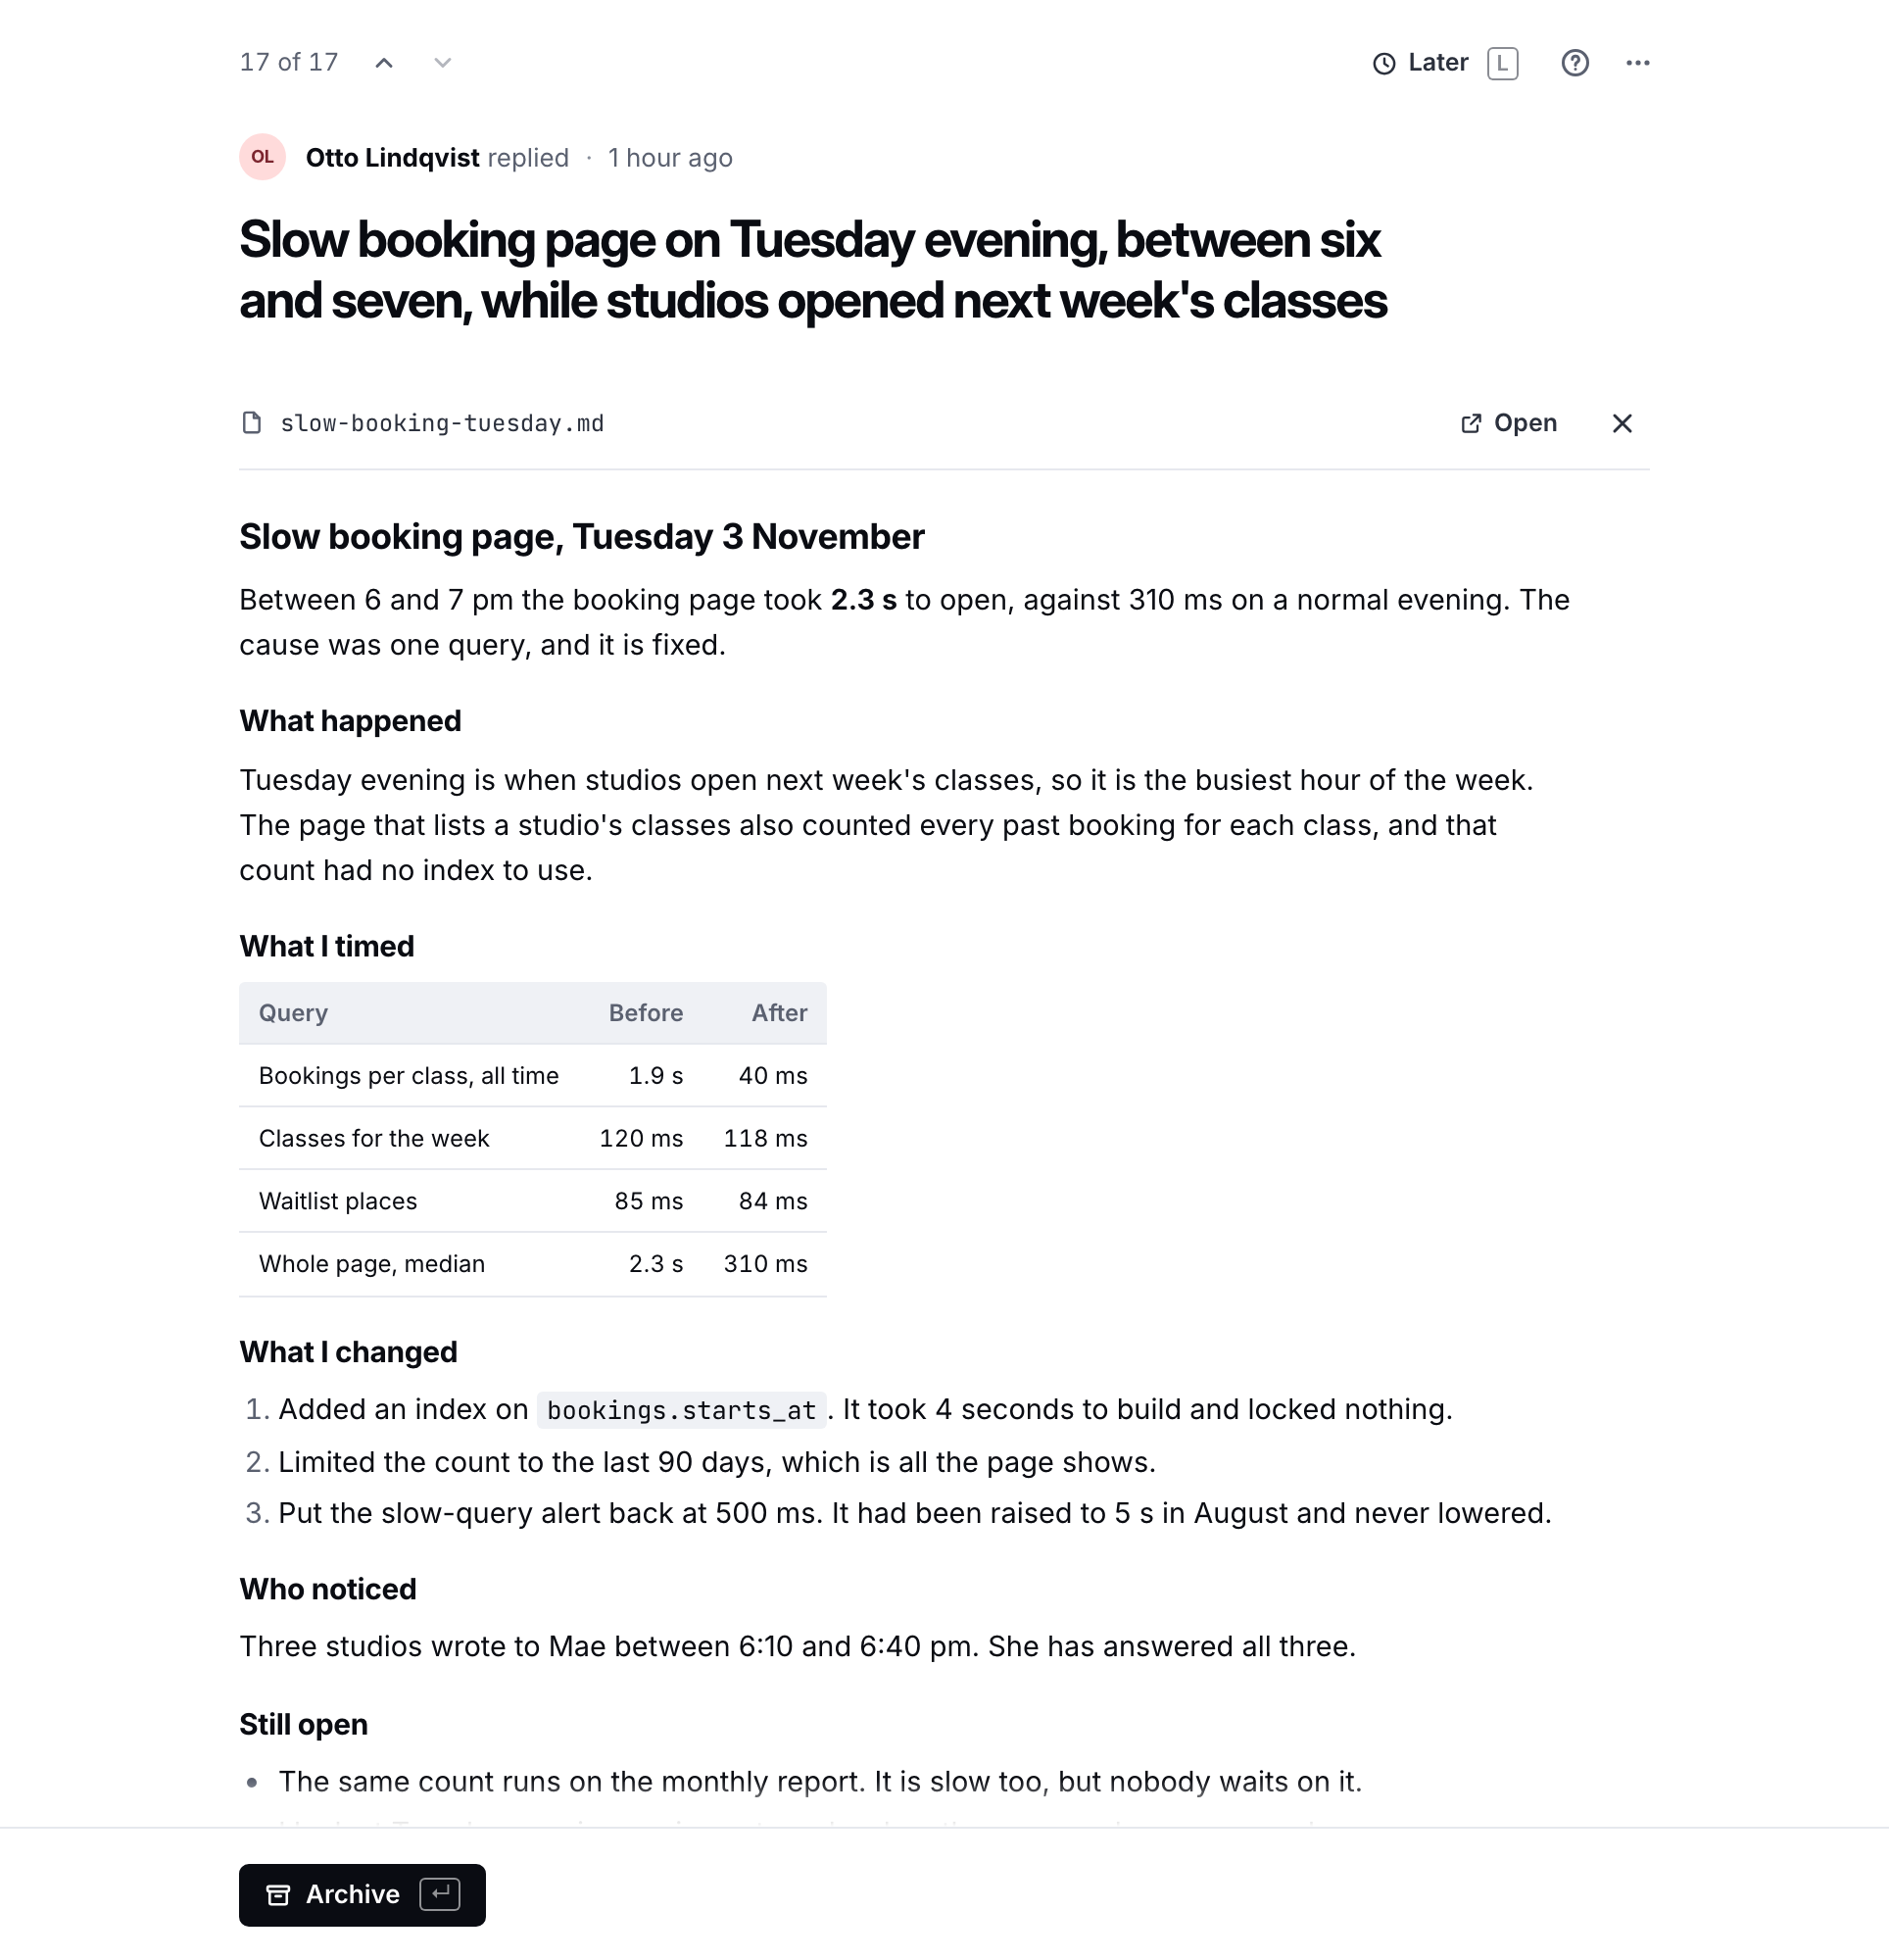 17 of 17
Later L
OL Otto Lindqvist replied · 1 hour ago
Slow booking page on Tuesday evening, between six
and seven, while studios opened next week's classes
slow-booking-tuesday.md
Open
Slow booking page, Tuesday 3 November
Between 6 and 7 pm the booking page took 2.3 s to open, against 310 ms on a normal evening. The
cause was one query, and it is fixed.
What happened
Tuesday evening is when studios open next week's classes, so it is the busiest hour of the week.
The page that lists a studio's classes also counted every past booking for each class, and that
count had no index to use.
What I timed
Query Before After
Bookings per class, all time 1.9 s 40 ms
Classes for the week 120 ms 118 ms
Waitlist places 85 ms 84 ms
Whole page, median 2.3 s 310 ms
What I changed
1. Added an index on bookings.starts_at. It took 4 seconds to build and locked nothing.
2. Limited the count to the last 90 days, which is all the page shows.
3. Put the slow-query alert back at 500 ms. It had been raised to 5 s in August and never lowered.
Who noticed
Three studios wrote to Mae between 6:10 and 6:40 pm. She has answered all three.
Still open
• The same count runs on the monthly report. It is slow too, but nobody waits on it.
Archive